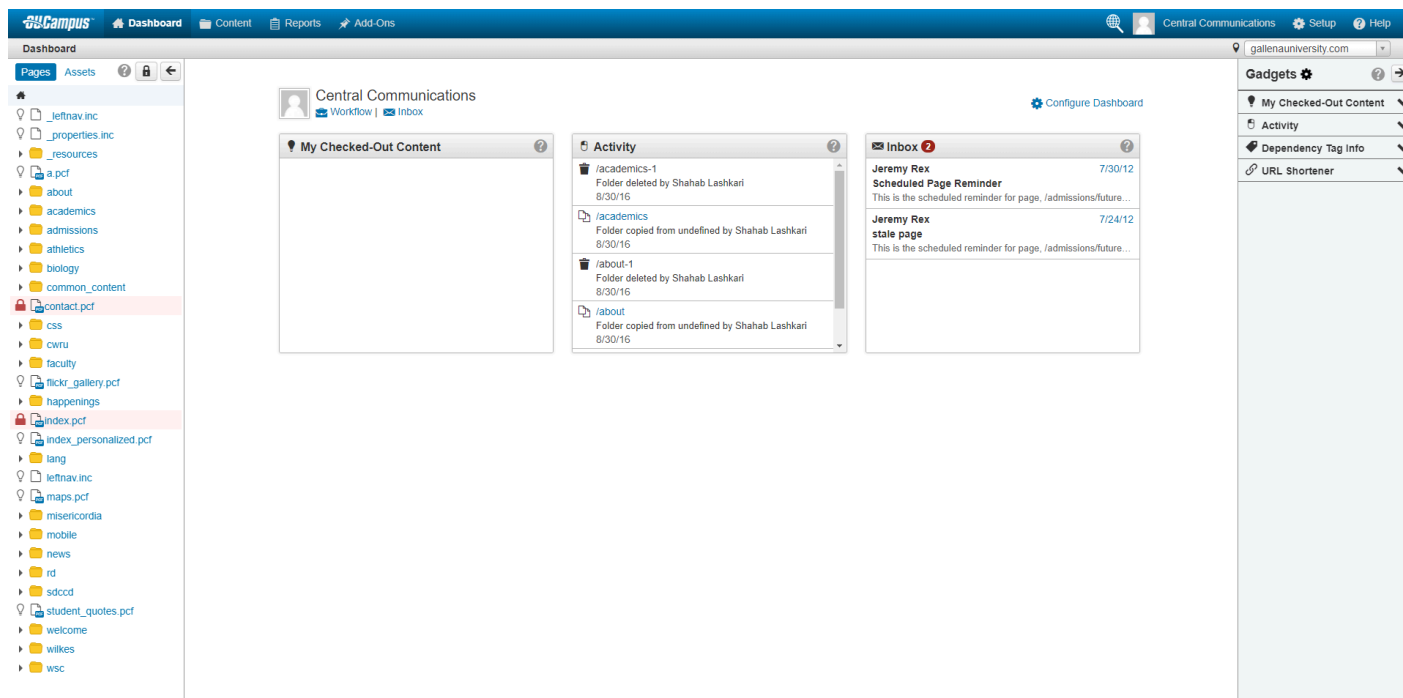 OUCampus Dashboard Content Reports Add-Ons Central Communications Setup Help
Dashboard gallenauniversity.com
Pages Assets
_leftnav.inc
_properties.inc
_resources
a.pcf
about
academics
admissions
athletics
biology
common_content
contact.pcf
css
cwru
faculty
flickr_gallery.pcf
happenings
index.pcf
index_personalized.pcf
lang
leftnav.inc
maps.pcf
misericordia
mobile
news
rd
sdccd
student_quotes.pcf
welcome
wilkes
wsc
Central Communications
Workflow | Inbox
Configure Dashboard
My Checked-Out Content
Activity
/academics-1
Folder deleted by Shahab Lashkari
8/30/16
/academics
Folder copied from undefined by Shahab Lashkari
8/30/16
/about-1
Folder deleted by Shahab Lashkari
8/30/16
/about
Folder copied from undefined by Shahab Lashkari
8/30/16
Inbox 2
Jeremy Rex 7/30/12
Scheduled Page Reminder
This is the scheduled reminder for page, /admissions/future...
Jeremy Rex 7/24/12
stale page
This is the scheduled reminder for page, /admissions/future...
Gadgets
My Checked-Out Content
Activity
Dependency Tag Info
URL Shortener